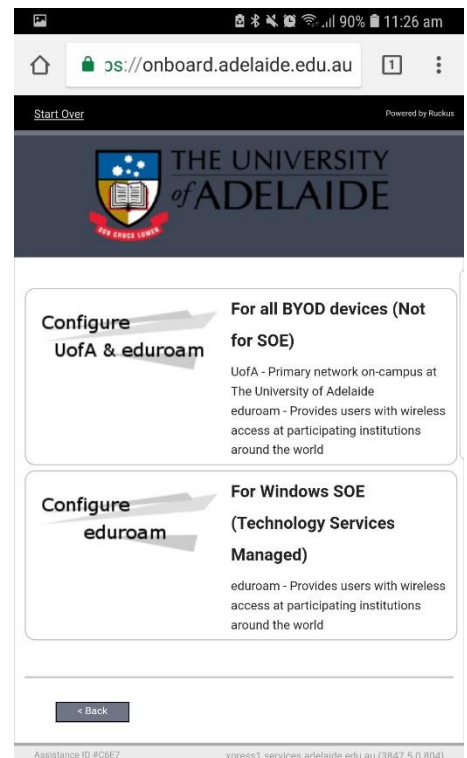 90% 11:26 am
ps://onboard.adelaide.edu.au 1
Start Over Powered by Ruckus
THE UNIVERSITY
of ADELAIDE
SUB CRUCE LUMEN
Configure
UofA & eduroam
For all BYOD devices (Not
for SOE)
UofA - Primary network on-campus at
The University of Adelaide
eduroam - Provides users with wireless
access at participating institutions
around the world
Configure
eduroam
For Windows SOE
(Technology Services
Managed)
eduroam - Provides users with wireless
access at participating institutions
around the world
< Back
Assistance ID #C6E7 xpress1.services.adelaide.edu.au (3847.5.0.804)